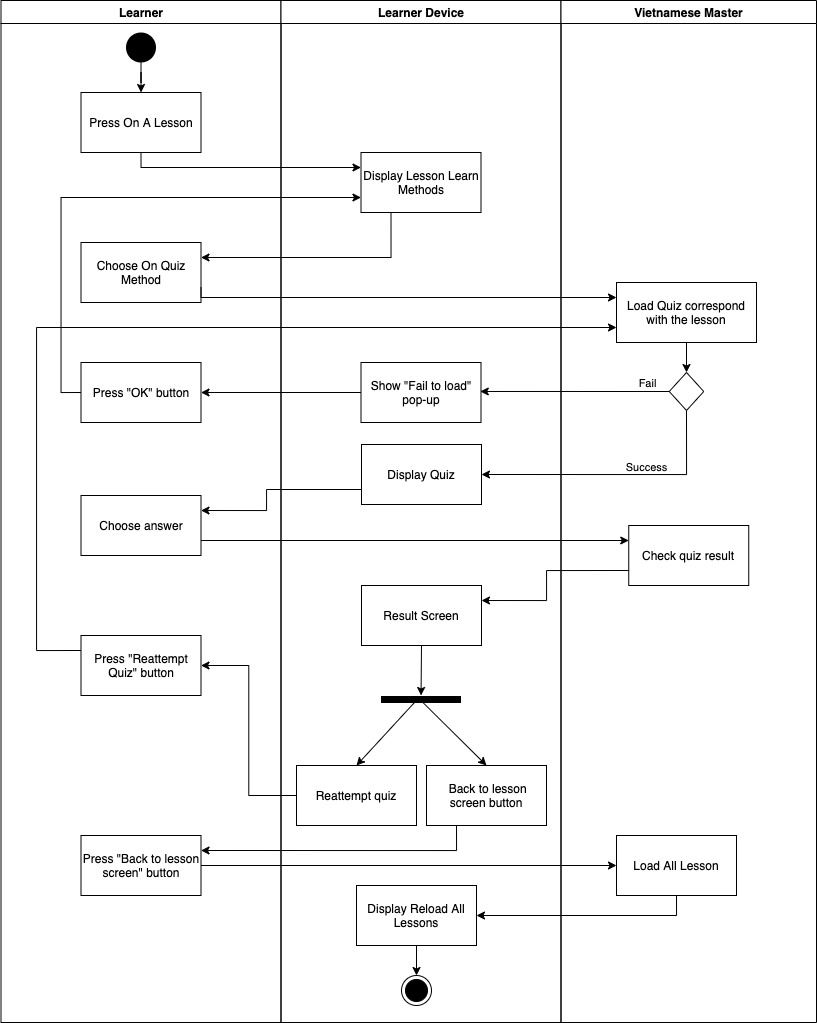 Learner
Learner Device
Vietnamese Master
Press On A Lesson
Display Lesson Learn
Methods
Choose On Quiz
Method
Load Quiz correspond
with the lesson
Press "OK" button
Show "Fail to load"
pop-up
Fail
Display Quiz
Success
Choose answer
Check quiz result
Result Screen
Press "Reattempt
Quiz" button
Reattempt quiz
Back to lesson
screen button
Press "Back to lesson
screen" button
Load All Lesson
Display Reload All
Lessons